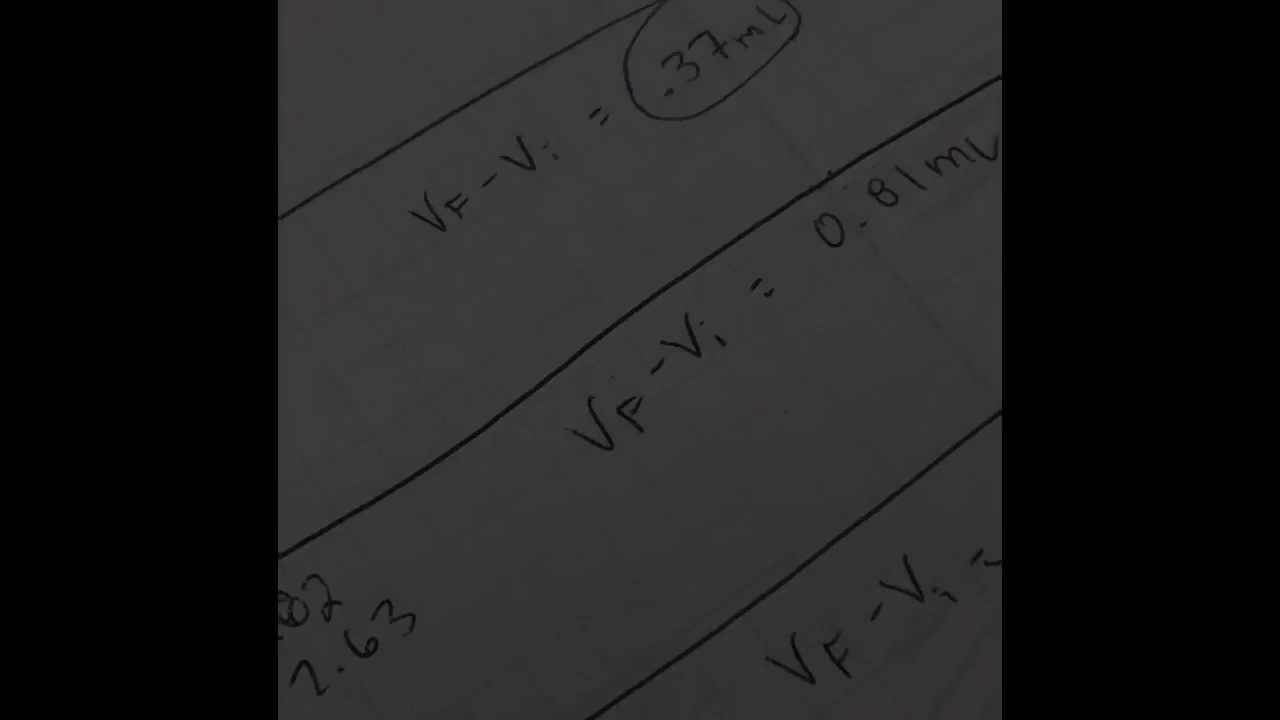 VF - Vi = .37mL
VF - Vi = 0.81mL
2.63
VF - Vi =